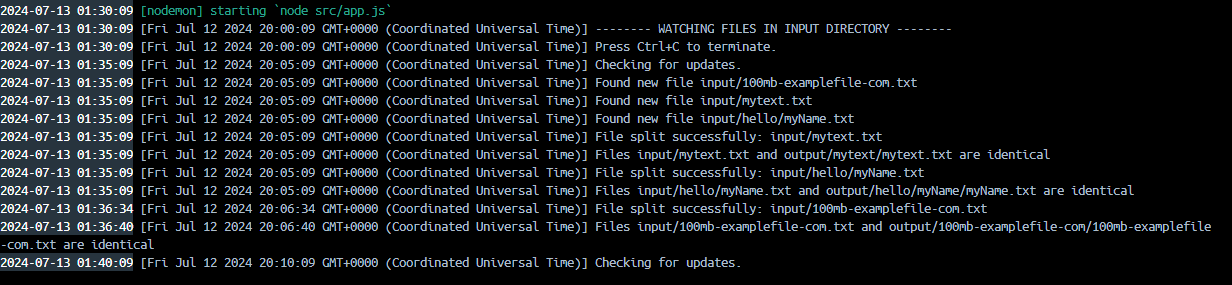 2024-07-13 01:30:09 [nodemon] starting `node src/app.js`
2024-07-13 01:30:09 [Fri Jul 12 2024 20:00:09 GMT+0000 (Coordinated Universal Time)] -------- WATCHING FILES IN INPUT DIRECTORY --------
2024-07-13 01:30:09 [Fri Jul 12 2024 20:00:09 GMT+0000 (Coordinated Universal Time)] Press Ctrl+C to terminate.
2024-07-13 01:35:09 [Fri Jul 12 2024 20:05:09 GMT+0000 (Coordinated Universal Time)] Checking for updates.
2024-07-13 01:35:09 [Fri Jul 12 2024 20:05:09 GMT+0000 (Coordinated Universal Time)] Found new file input/100mb-examplefile-com.txt
2024-07-13 01:35:09 [Fri Jul 12 2024 20:05:09 GMT+0000 (Coordinated Universal Time)] Found new file input/mytext.txt
2024-07-13 01:35:09 [Fri Jul 12 2024 20:05:09 GMT+0000 (Coordinated Universal Time)] Found new file input/hello/myName.txt
2024-07-13 01:35:09 [Fri Jul 12 2024 20:05:09 GMT+0000 (Coordinated Universal Time)] File split successfully: input/mytext.txt
2024-07-13 01:35:09 [Fri Jul 12 2024 20:05:09 GMT+0000 (Coordinated Universal Time)] Files input/mytext.txt and output/mytext/mytext.txt are identical
2024-07-13 01:35:09 [Fri Jul 12 2024 20:05:09 GMT+0000 (Coordinated Universal Time)] File split successfully: input/hello/myName.txt
2024-07-13 01:35:09 [Fri Jul 12 2024 20:05:09 GMT+0000 (Coordinated Universal Time)] Files input/hello/myName.txt and output/hello/myName/myName.txt are identical
2024-07-13 01:36:34 [Fri Jul 12 2024 20:06:34 GMT+0000 (Coordinated Universal Time)] File split successfully: input/100mb-examplefile-com.txt
2024-07-13 01:36:40 [Fri Jul 12 2024 20:06:40 GMT+0000 (Coordinated Universal Time)] Files input/100mb-examplefile-com.txt and output/100mb-examplefile-com/100mb-examplefile
-com.txt are identical
2024-07-13 01:40:09 [Fri Jul 12 2024 20:10:09 GMT+0000 (Coordinated Universal Time)] Checking for updates.